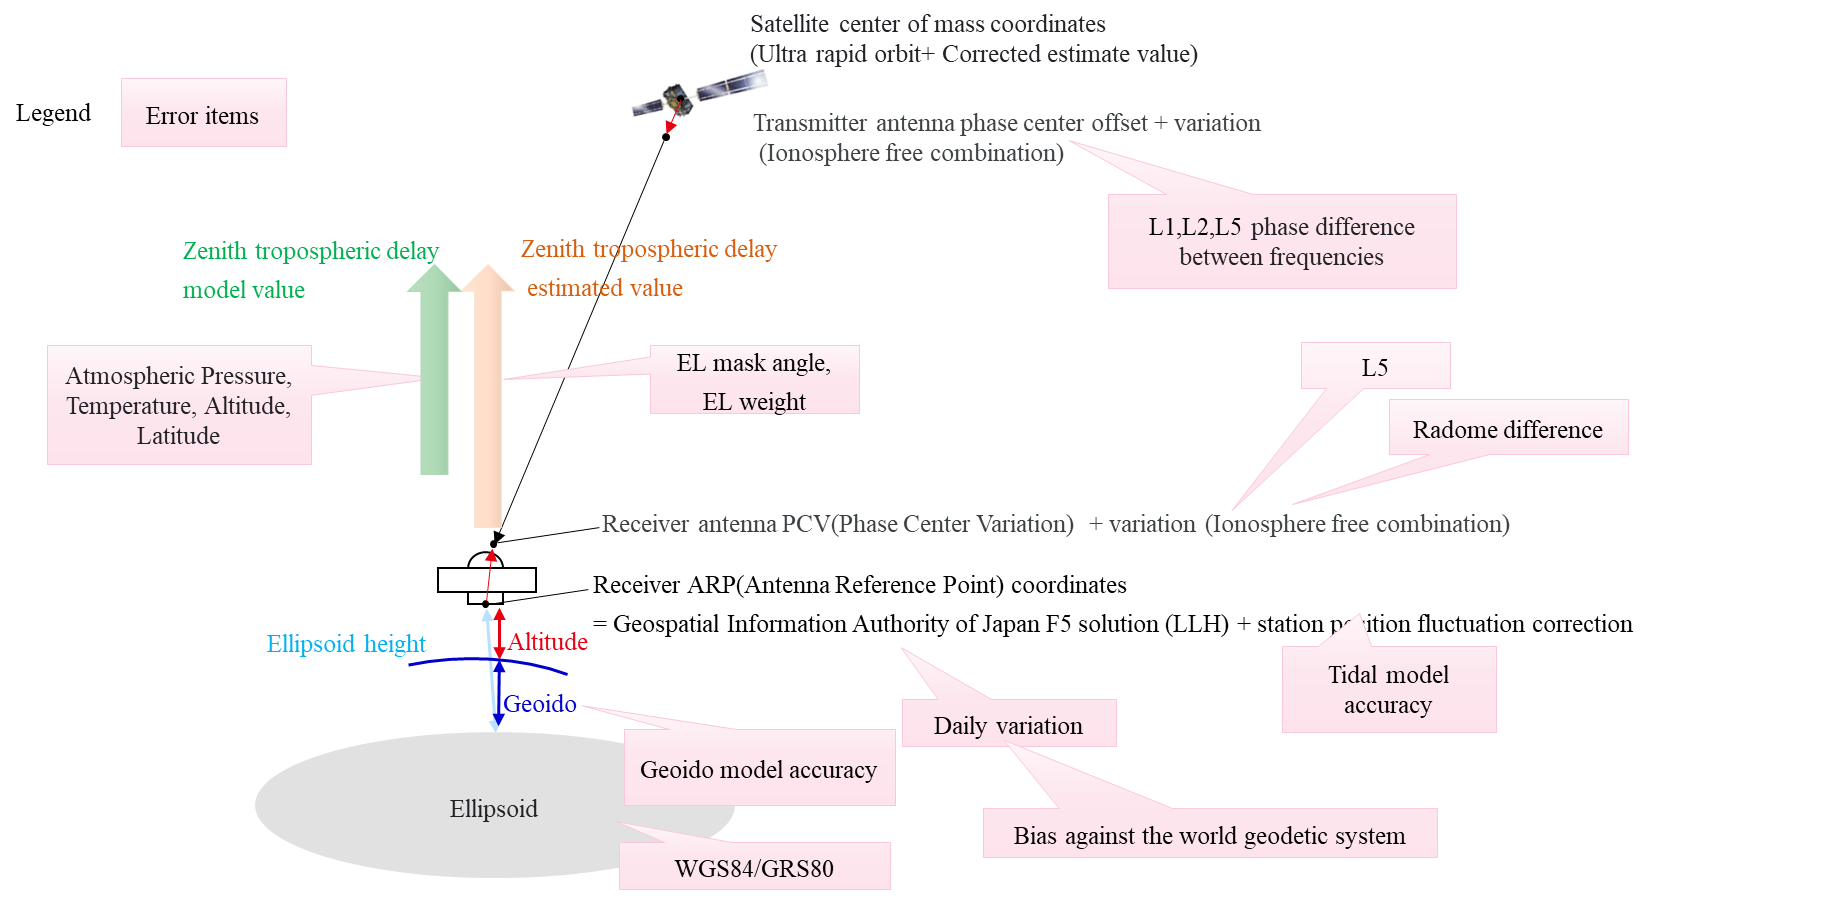 Satellite center of mass coordinates
(Ultra rapid orbit+ Corrected estimate value)
Legend
Error items
Transmitter antenna phase center offset + variation
(Ionosphere free combination)
L1,L2,L5 phase difference
between frequencies
Zenith tropospheric delay
model value
Zenith tropospheric delay
estimated value
Atmospheric Pressure,
Temperature, Altitude,
Latitude
EL mask angle,
EL weight
L5
Radome difference
Receiver antenna PCV(Phase Center Variation) + variation (Ionosphere free combination)
Receiver ARP(Antenna Reference Point) coordinates
= Geospatial Information Authority of Japan F5 solution (LLH) + station position fluctuation correction
Ellipsoid height
Altitude
Tidal model
accuracy
Geoido
Daily variation
Geoido model accuracy
Ellipsoid
Bias against the world geodetic system
WGS84/GRS80